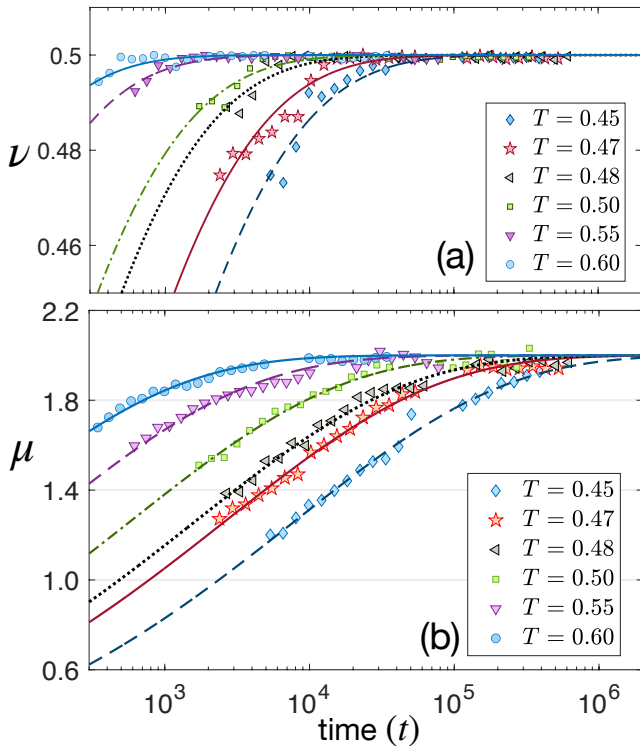 0.5
0.48
0.46
ν
T = 0.45
T = 0.47
T = 0.48
T = 0.50
T = 0.55
T = 0.60
(a)
2.2
1.8
1.4
1.0
0.6
μ
T = 0.45
T = 0.47
T = 0.48
T = 0.50
T = 0.55
T = 0.60
(b)
10³ 10⁴ 10⁵ 10⁶
time (t)